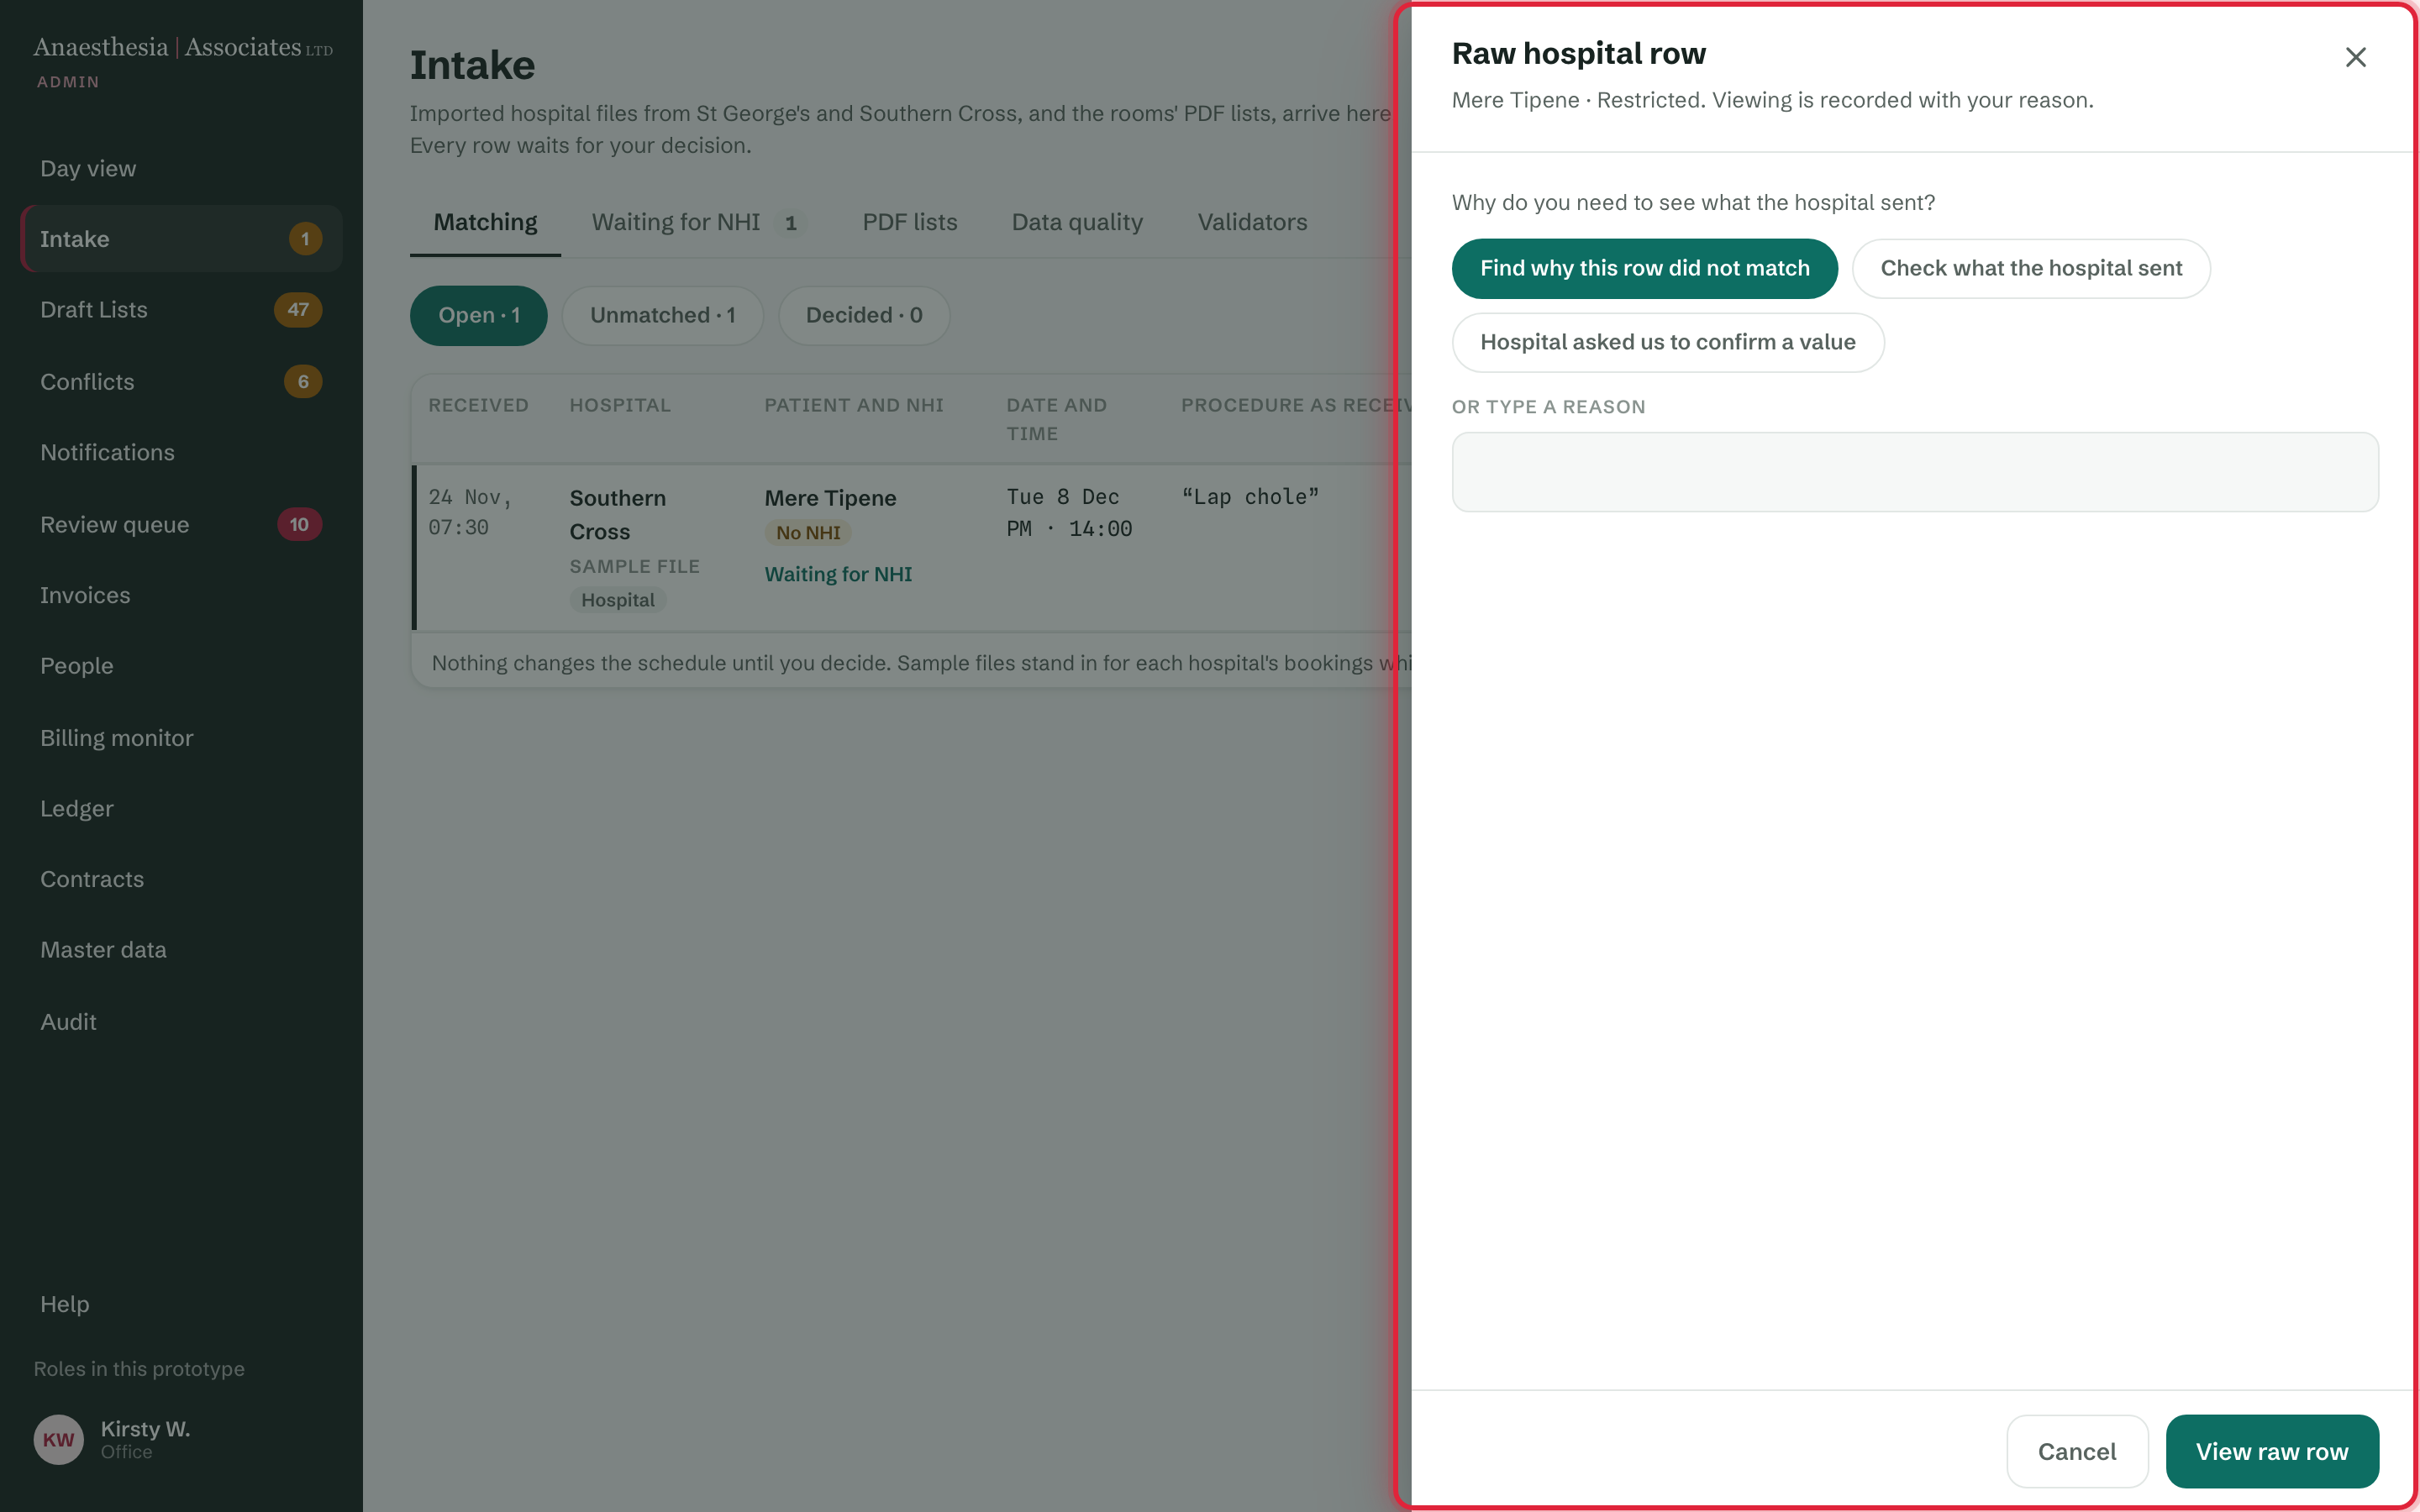 Anaesthesia | Associates LTD
ADMIN
Day view
Intake 1
Draft Lists 47
Conflicts 6
Notifications
Review queue 10
Invoices
People
Billing monitor
Ledger
Contracts
Master data
Audit
Help
Roles in this prototype
KW
Kirsty W.
Office
Intake
Imported hospital files from St George's and Southern Cross, and the rooms' PDF lists, arrive here
Every row waits for your decision.
Matching Waiting for NHI 1 PDF lists Data quality Validators
Open · 1 Unmatched · 1 Decided · 0
RECEIVED HOSPITAL PATIENT AND NHI DATE AND TIME PROCEDURE AS
24 Nov, 07:30
Southern Cross
SAMPLE FILE
Hospital
Mere Tipene
No NHI
Waiting for NHI
Tue 8 Dec
PM · 14:00
“Lap chole”
Nothing changes the schedule until you decide. Sample files stand in for each hospital's bookings
Raw hospital row
Mere Tipene · Restricted. Viewing is recorded with your reason.
Why do you need to see what the hospital sent?
Find why this row did not match
Check what the hospital sent
Hospital asked us to confirm a value
OR TYPE A REASON
Cancel
View raw row